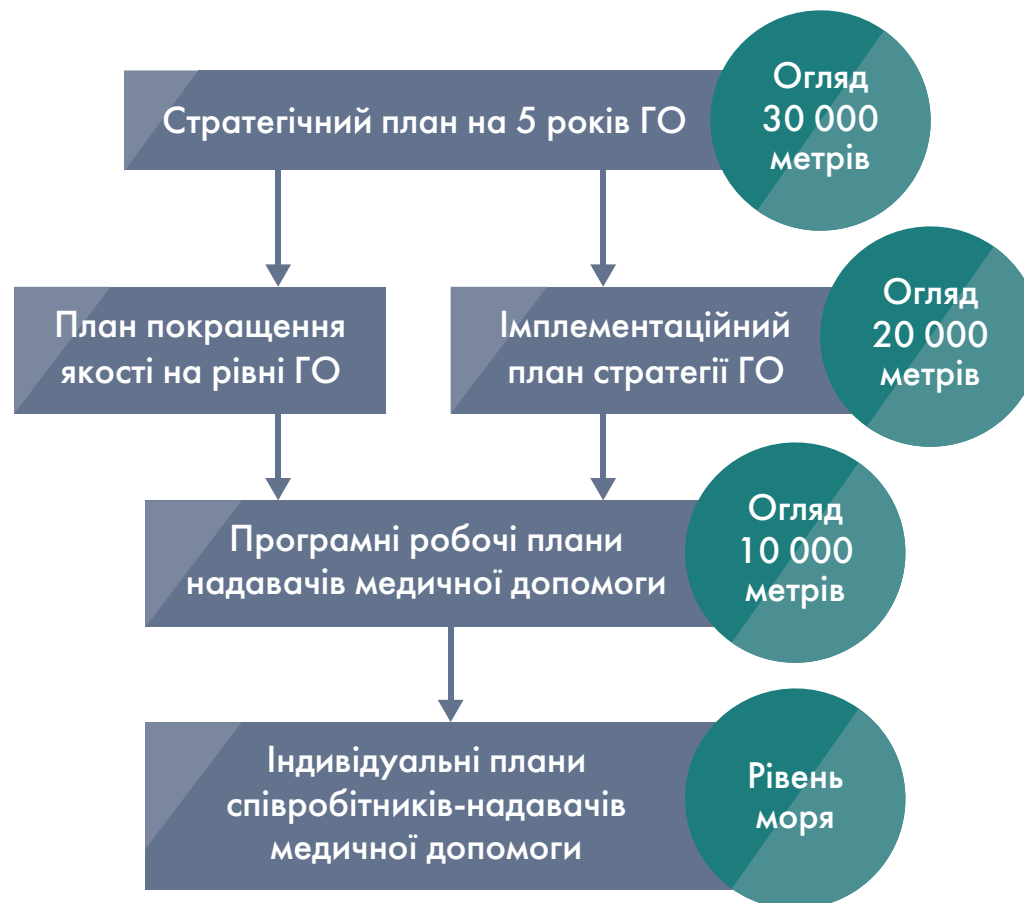 Стратегічний план на 5 років ГО
Огляд
30 000
метрів
План покращення
якості на рівні ГО
Імплементаційний
план стратегії ГО
Огляд
20 000
метрів
Програмні робочі плани
надавачів медичної допомоги
Огляд
10 000
метрів
Індивідуальні плани
співробітників-надавачів
медичної допомоги
Рівень
моря